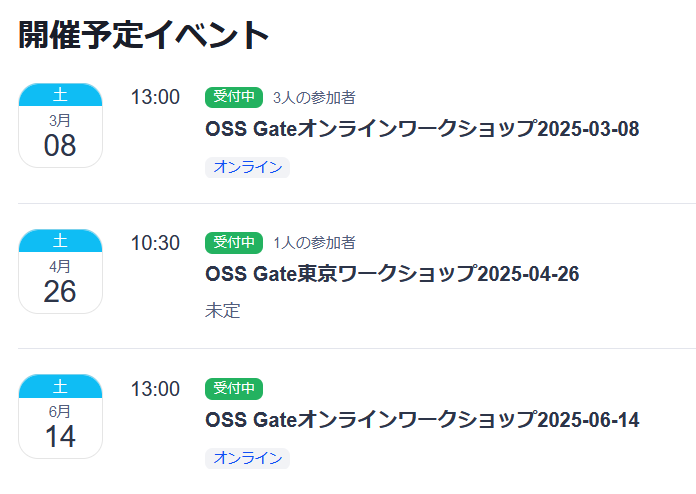 開催予定イベント
土
3月
08
13:00
受付中 3人の参加者
OSS Gateオンラインワークショップ2025-03-08
オンライン
土
4月
26
10:30
受付中 1人の参加者
OSS Gate東京ワークショップ2025-04-26
未定
土
6月
14
13:00
受付中
OSS Gateオンラインワークショップ2025-06-14
オンライン